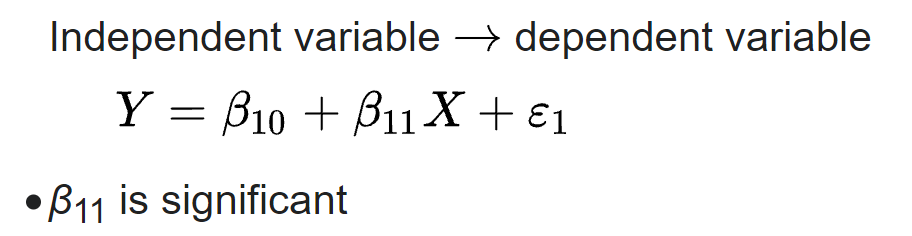 Independent variable → dependent variable
Y = β₁₀ + β₁₁X + ε₁
•β₁₁ is significant